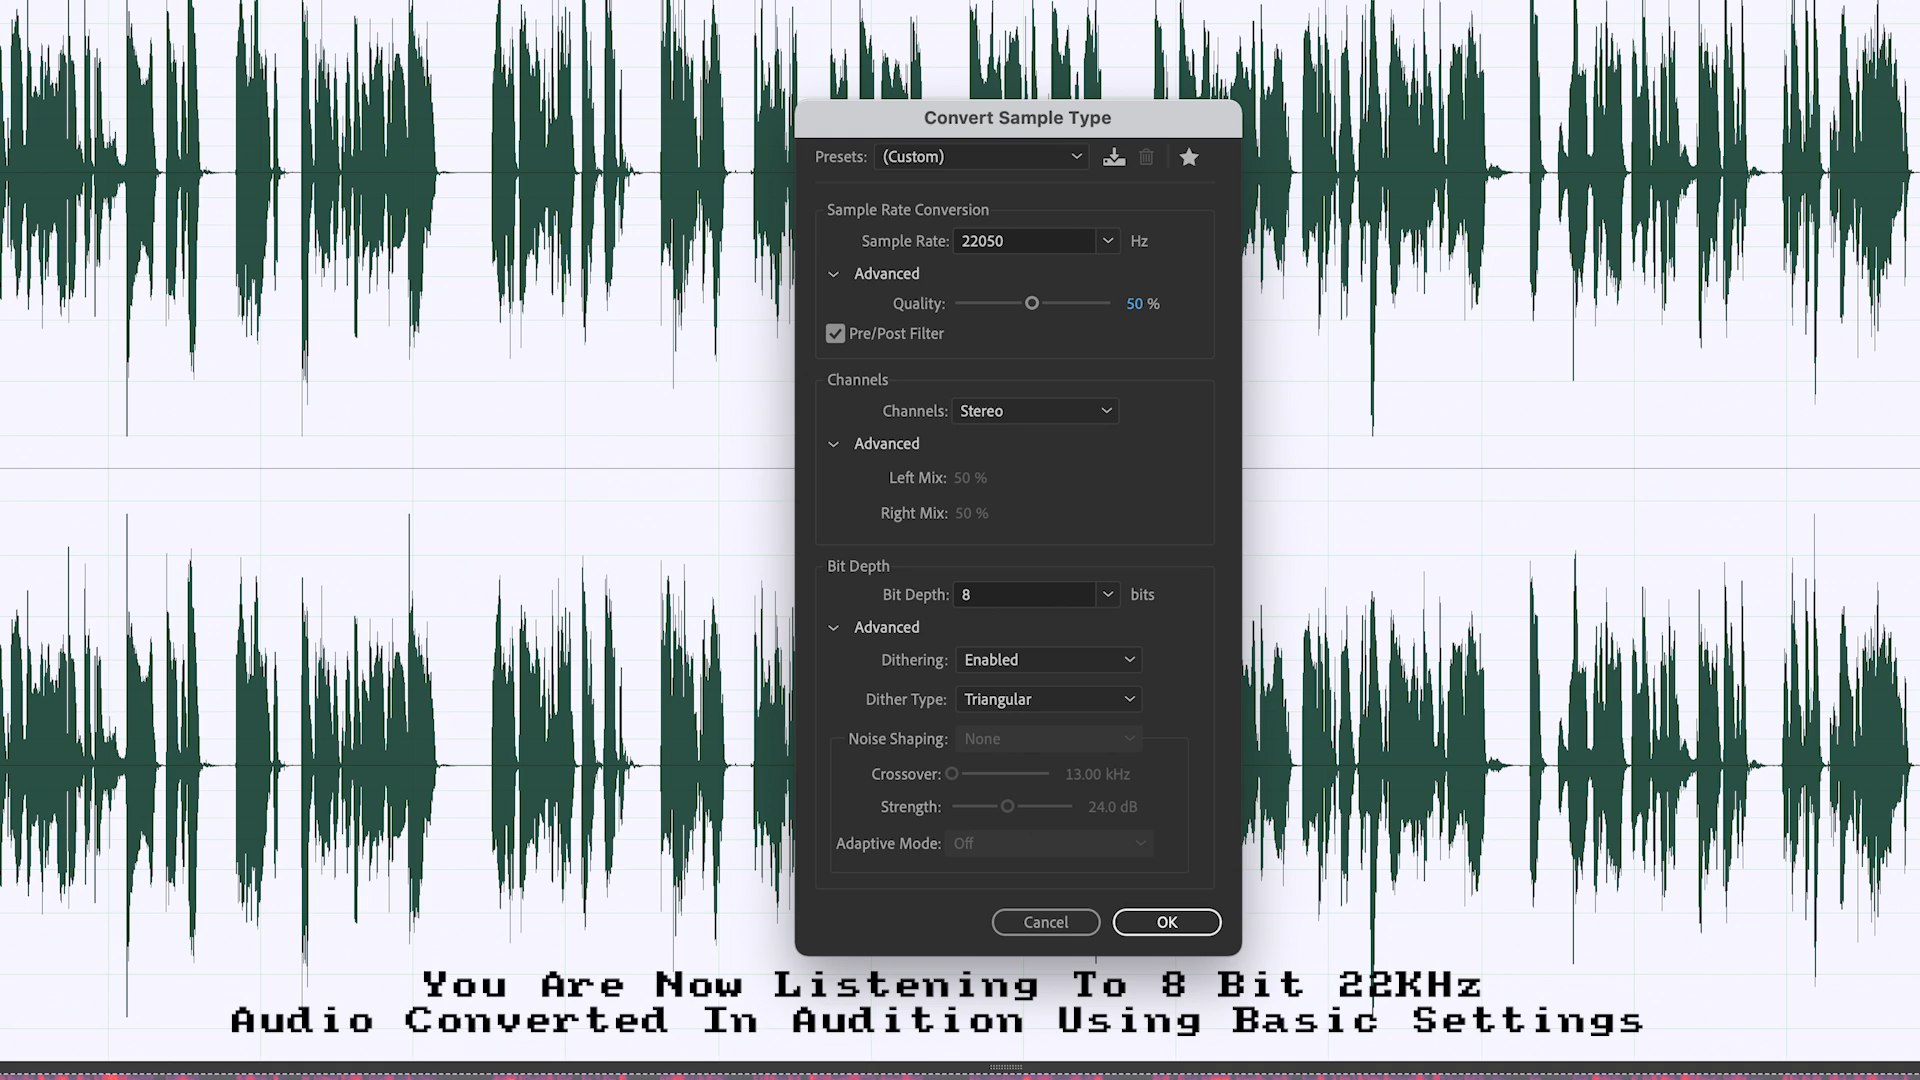 Convert Sample Type
Presets: (Custom)
Sample Rate Conversion
Sample Rate: 22050 Hz
Advanced
Quality: 50 %
Pre/Post Filter
Channels
Channels: Stereo
Advanced
Left Mix: 50 %
Right Mix: 50 %
Bit Depth
Bit Depth: 8 bits
Advanced
Dithering: Enabled
Dither Type: Triangular
Noise Shaping: None
Crossover: 13.00 kHz
Strength: 24.0 dB
Adaptive Mode: Off
Cancel OK
You Are Now Listening To 8 Bit 22KHz
Audio Converted In Audition Using Basic Settings